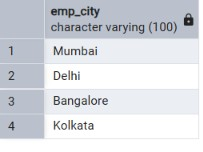 emp_city
character varying (100)
1 Mumbai
2 Delhi
3 Bangalore
4 Kolkata